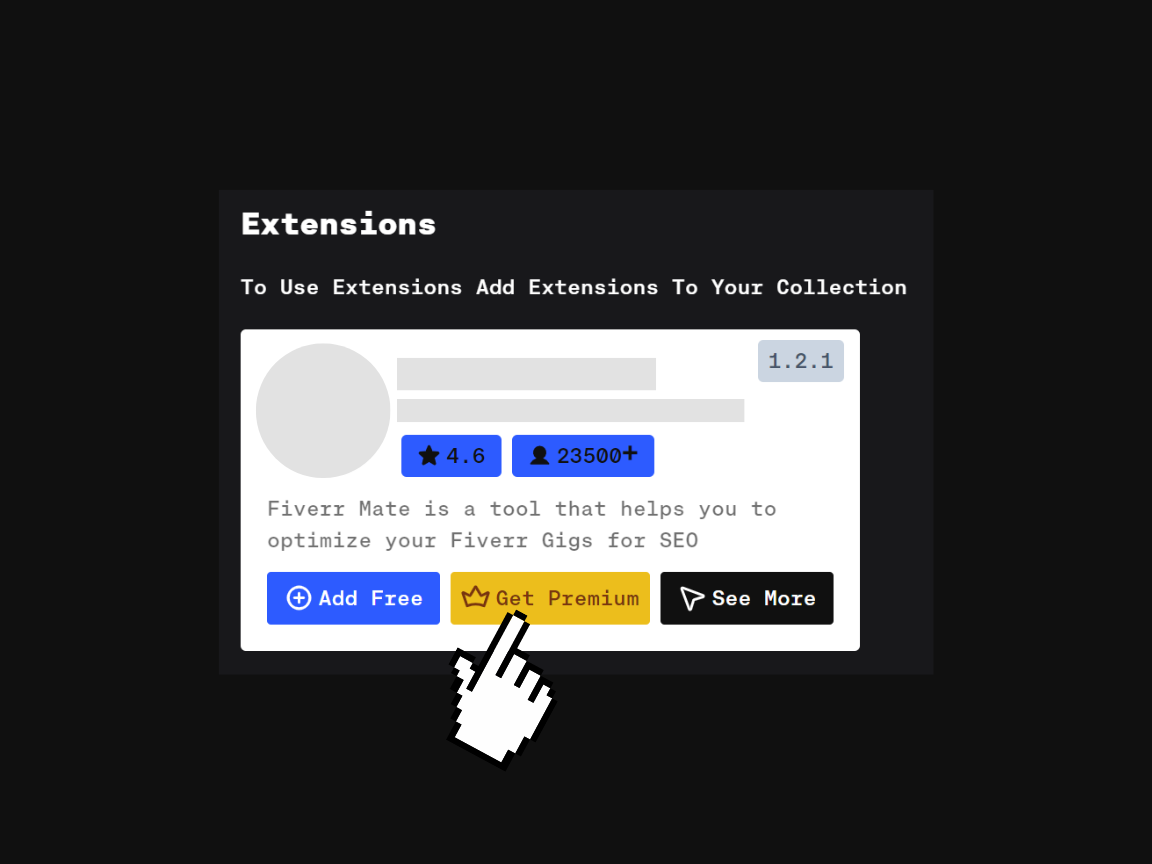 Extensions
To Use Extensions Add Extensions To Your Collection
1.2.1
4.6
23500+
Fiverr Mate is a tool that helps you to
optimize your Fiverr Gigs for SEO
Add Free
Get Premium
See More